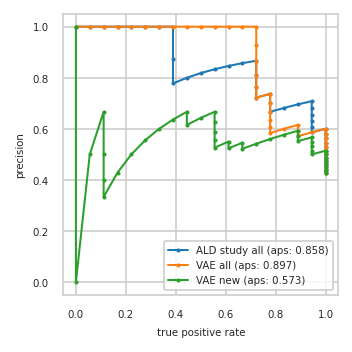 1.0
0.8
0.6
0.4
0.2
0.0
precision
ALD study all (aps: 0.858)
VAE all (aps: 0.897)
VAE new (aps: 0.573)
0.0 0.2 0.4 0.6 0.8 1.0
true positive rate